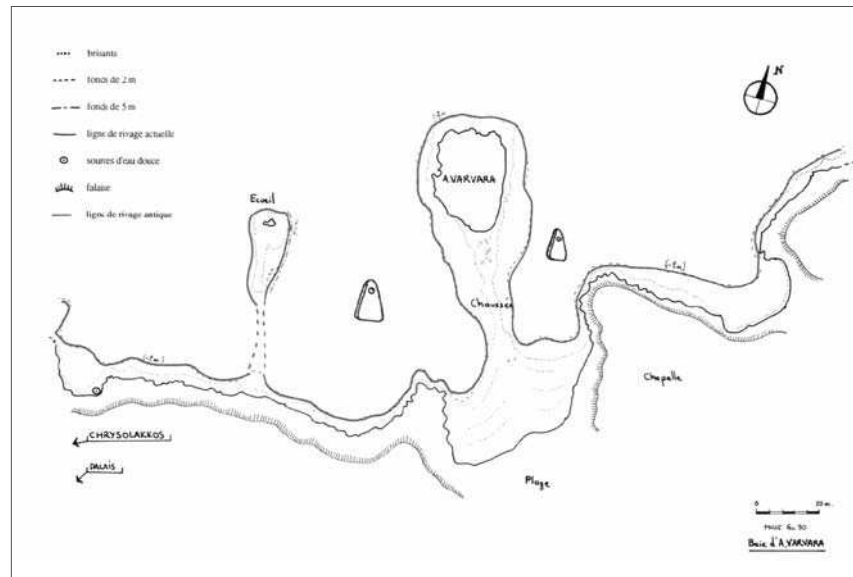 brisants
fonds de 2 m
fonds de 5 m
ligne de rivage actuelle
sources d'eau douce
falaise
ligne de rivage antique
N
A.VARVARA
Ecueil
Chaussée
(-2m)
Chapelle
CHRYSOLAKKOS
PALAIS
Plage
0 20 m.
Baie d'A.VARVARA